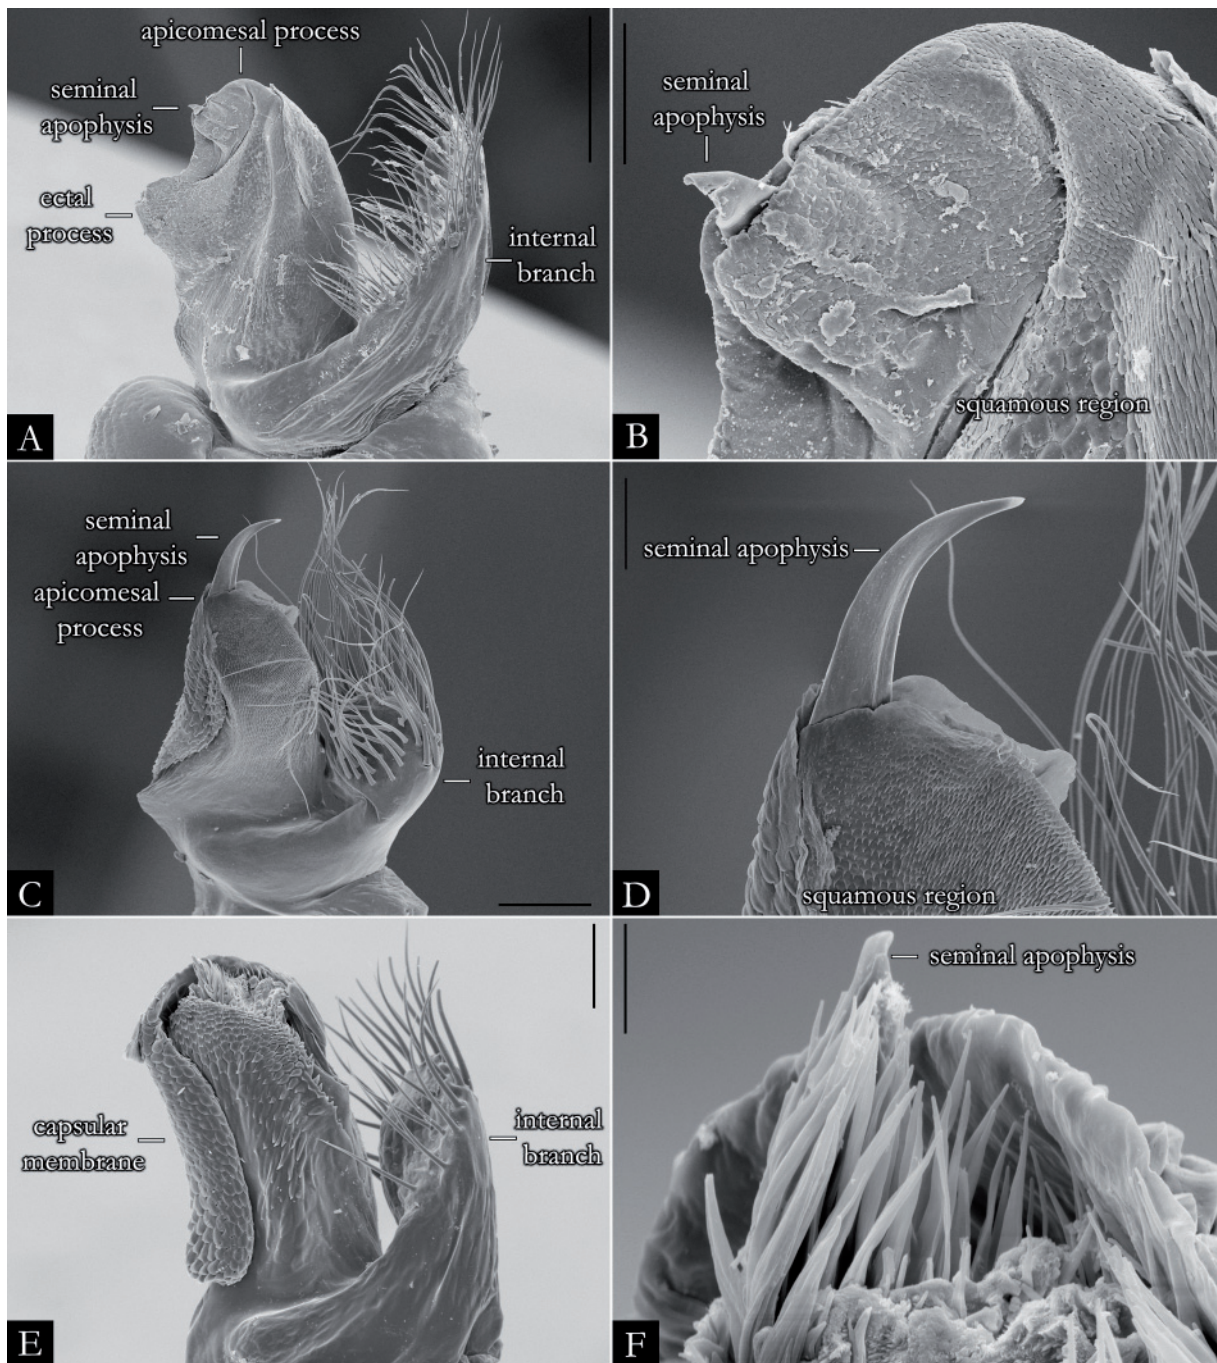 apicomesal process
seminal
apophysis
ectal
process
internal
branch
A
seminal
apophysis
squamous region
B
seminal
apophysis
apicomesal
process
internal
branch
C
seminal apophysis
squamous region
D
capsular
membrane
internal
branch
E
seminal apophysis
F